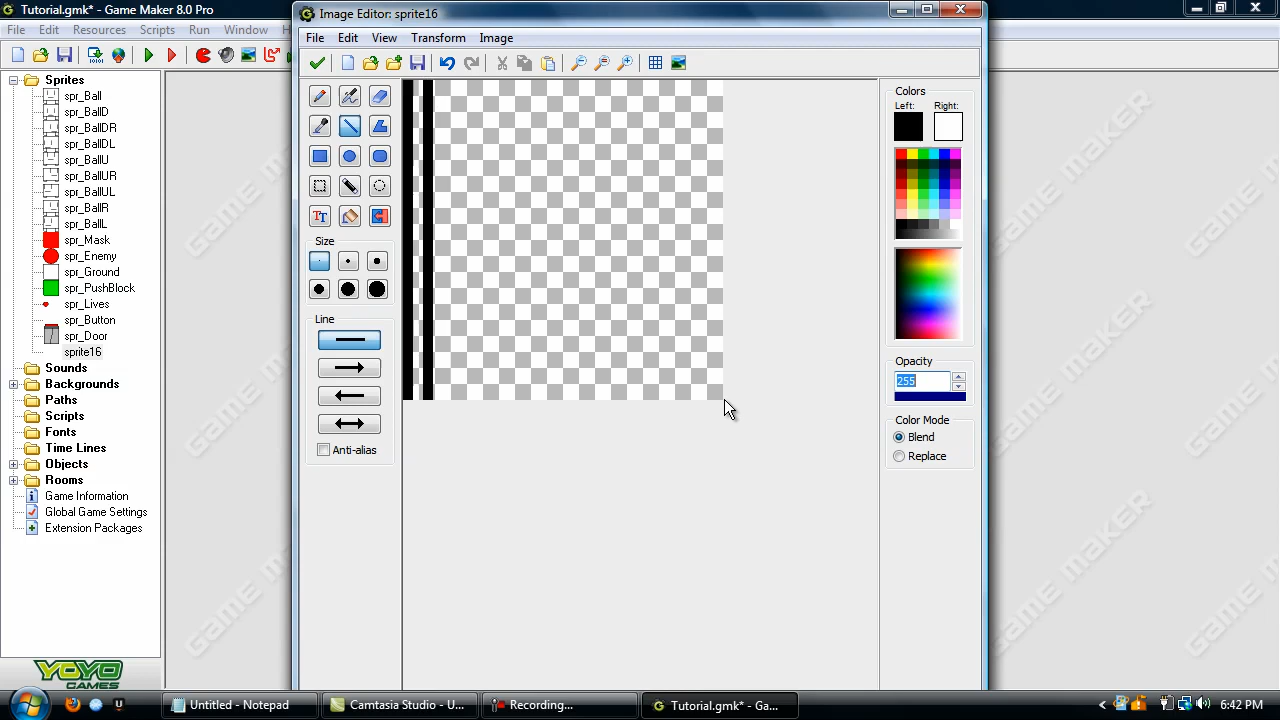 Tutorial.gmk* - Game Maker 8.0 Pro
File Edit Resources Scripts Run Window
Image Editor: sprite16
File Edit View Transform Image
Sprites
spr_Ball
spr_BallD
spr_BallDR
spr_BallDL
spr_BallU
spr_BallUR
spr_BallUL
spr_BallR
spr_BallL
spr_Mask
spr_Enemy
spr_Ground
spr_PushBlock
spr_Lives
spr_Button
spr_Door
sprite16
Sounds
Backgrounds
Paths
Scripts
Fonts
Time Lines
Objects
Rooms
Game Information
Global Game Settings
Extension Packages
YOYO
GAMES
Size
Line
Anti-alias
Colors
Left: Right:
Opacity
255
Color Mode
Blend
Replace
GAME MAKER
GAME MAKER
GAME MAKER
Untitled - Notepad
Camtasia Studio - U...
Recording...
Tutorial.gmk* - Ga...
6:42 PM